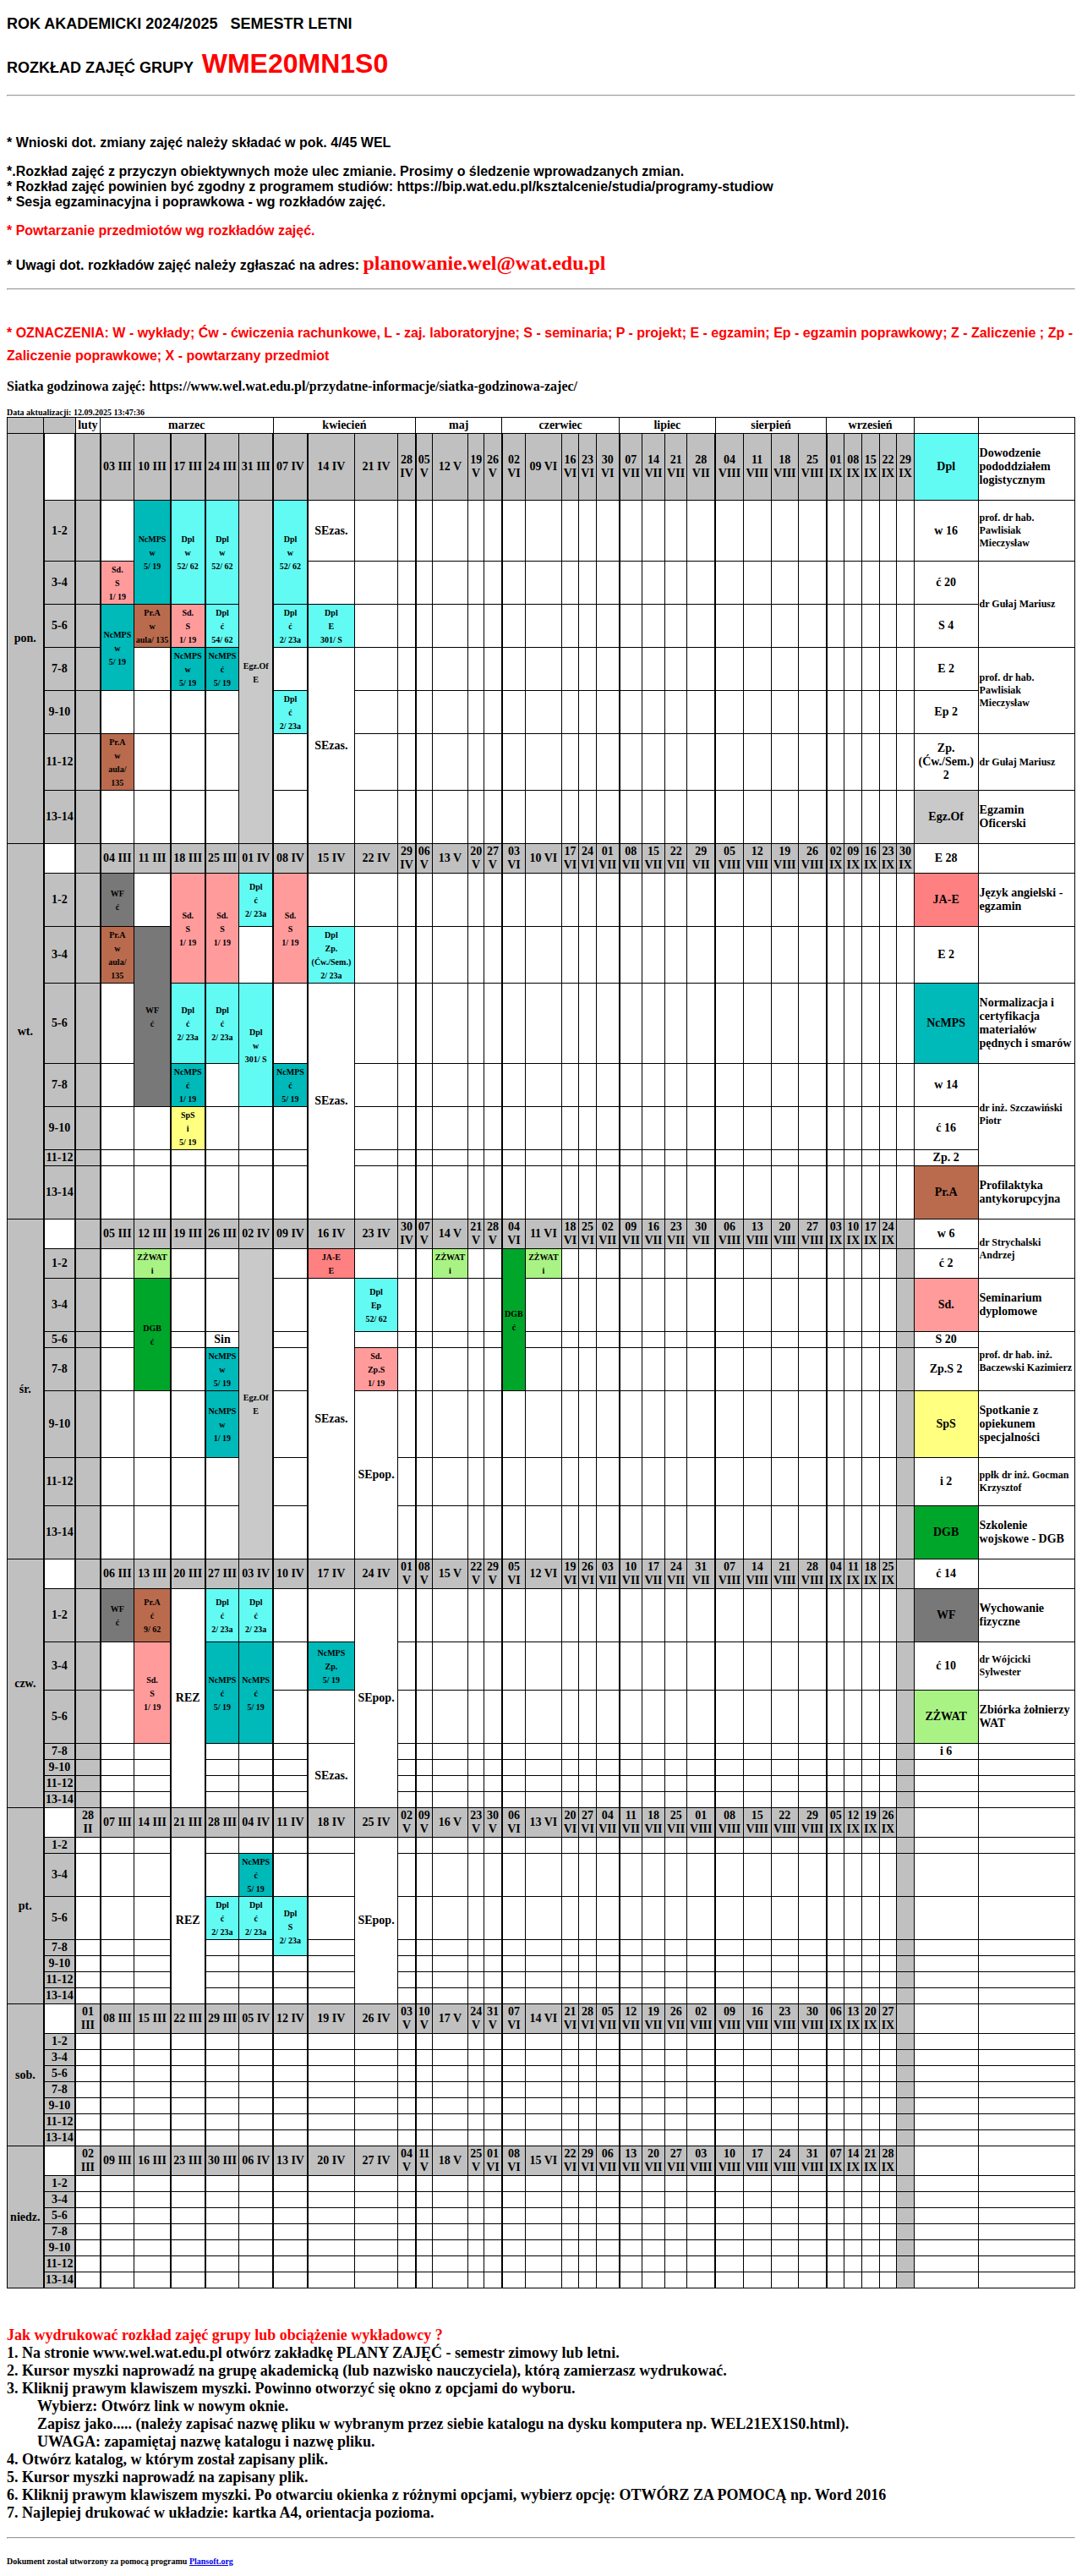 ROK AKADEMICKI 2024/2025 SEMESTR LETNI
ROZKŁAD ZAJĘĆ GRUPY WME20MN1S0
* Wnioski dot. zmiany zajęć należy składać w pok. 4/45 WEL
*.Rozkład zajęć z przyczyn obiektywnych może ulec zmianie. Prosimy o śledzenie wprowadzanych zmian.
* Rozkład zajęć powinien być zgodny z programem studiów: https://bip.wat.edu.pl/ksztalcenie/studia/programy-studiow
* Sesja egzaminacyjna i poprawkowa - wg rozkładów zajęć.
* Powtarzanie przedmiotów wg rozkładów zajęć.
* Uwagi dot. rozkładów zajęć należy zgłaszać na adres: planowanie.wel@wat.edu.pl
* OZNACZENIA: W - wykłady; Ćw - ćwiczenia rachunkowe, L - zaj. laboratoryjne; S - seminaria; P - projekt; E - egzamin; Ep - egzamin poprawkowy; Z - Zaliczenie ; Zp -
Zaliczenie poprawkowe; X - powtarzany przedmiot
Siatka godzinowa zajęć: https://www.wel.wat.edu.pl/przydatne-informacje/siatka-godzinowa-zajec/
Data aktualizacji: 12.09.2025 13:47:36
luty marzec kwiecień maj czerwiec lipiec sierpień wrzesień
pon. 03 III 10 III 17 III 24 III 31 III 07 IV 14 IV 21 IV 28 IV 05 V 12 V 19 V 26 V 02 VI 09 VI 16 VI 23 VI 30 VI 07 VII 14 VII 21 VII 28 VII 04 VIII 11 VIII 18 VIII 25 VIII 01 IX 08 IX 15 IX 22 IX 29 IX Dpl Dowodzenie pododdziałem logistycznym
1-2 NcMPS w 5/ 19 Dpl w 52/ 62 Dpl w 52/ 62 Egz.Of E Dpl w 52/ 62 SEzas. w 16 prof. dr hab. Pawlisiak Mieczysław
3-4 Sd. S 1/ 19 ć 20 dr Gułaj Mariusz
5-6 NcMPS w 5/ 19 Pr.A w aula/ 135 Sd. S 1/ 19 Dpl ć 54/ 62 Dpl ć 2/ 23a Dpl E 301/ S S 4
7-8 NcMPS w 5/ 19 NcMPS ć 5/ 19 SEzas. E 2 prof. dr hab. Pawlisiak Mieczysław
9-10 Dpl ć 2/ 23a Ep 2
11-12 Pr.A w aula/ 135 Zp. (Ćw./Sem.) 2 dr Gułaj Mariusz
13-14 Egz.Of Egzamin Oficerski
wt. 04 III 11 III 18 III 25 III 01 IV 08 IV 15 IV 22 IV 29 IV 06 V 13 V 20 V 27 V 03 VI 10 VI 17 VI 24 VI 01 VII 08 VII 15 VII 22 VII 29 VII 05 VIII 12 VIII 19 VIII 26 VIII 02 IX 09 IX 16 IX 23 IX 30 IX E 28
1-2 WF ć Sd. S 1/ 19 Sd. S 1/ 19 Dpl ć 2/ 23a Sd. S 1/ 19 JA-E Język angielski - egzamin
3-4 Pr.A w aula/ 135 WF ć Dpl Zp. (Ćw./Sem.) 2/ 23a E 2
5-6 Dpl ć 2/ 23a Dpl ć 2/ 23a Dpl w 301/ S SEzas. NcMPS Normalizacja i certyfikacja materiałów pędnych i smarów
7-8 NcMPS ć 1/ 19 NcMPS ć 5/ 19 w 14 dr inż. Szczawiński Piotr
9-10 SpS i 5/ 19 ć 16
11-12 Zp. 2
13-14 Pr.A Profilaktyka antykorupcyjna
śr. 05 III 12 III 19 III 26 III 02 IV 09 IV 16 IV 23 IV 30 IV 07 V 14 V 21 V 28 V 04 VI 11 VI 18 VI 25 VI 02 VII 09 VII 16 VII 23 VII 30 VII 06 VIII 13 VIII 20 VIII 27 VIII 03 IX 10 IX 17 IX 24 IX w 6 dr Strychalski Andrzej
1-2 ZŻWAT i Egz.Of E JA-E E ZŻWAT i DGB ć ZŻWAT i ć 2
3-4 DGB ć SEzas. Dpl Ep 52/ 62 Sd. Seminarium dyplomowe
5-6 Sin S 20 prof. dr hab. inż. Baczewski Kazimierz
7-8 NcMPS w 5/ 19 Sd. Zp.S 1/ 19 Zp.S 2
9-10 NcMPS w 1/ 19 SEpop. SpS Spotkanie z opiekunem specjalności
11-12 i 2 ppłk dr inż. Gocman Krzysztof
13-14 DGB Szkolenie wojskowe - DGB
czw. 06 III 13 III 20 III 27 III 03 IV 10 IV 17 IV 24 IV 01 V 08 V 15 V 22 V 29 V 05 VI 12 VI 19 VI 26 VI 03 VII 10 VII 17 VII 24 VII 31 VII 07 VIII 14 VIII 21 VIII 28 VIII 04 IX 11 IX 18 IX 25 IX ć 14
1-2 WF ć Pr.A ć 9/ 62 REZ Dpl ć 2/ 23a Dpl ć 2/ 23a SEpop. WF Wychowanie fizyczne
3-4 Sd. S 1/ 19 NcMPS ć 5/ 19 NcMPS ć 5/ 19 NcMPS Zp. 5/ 19 ć 10 dr Wójcicki Sylwester
5-6 ZŻWAT Zbiórka żołnierzy WAT
7-8 SEzas. i 6
9-10
11-12
13-14
pt. 28 II 07 III 14 III 21 III 28 III 04 IV 11 IV 18 IV 25 IV 02 V 09 V 16 V 23 V 30 V 06 VI 13 VI 20 VI 27 VI 04 VII 11 VII 18 VII 25 VII 01 VIII 08 VIII 15 VIII 22 VIII 29 VIII 05 IX 12 IX 19 IX 26 IX
1-2 REZ SEpop.
3-4 NcMPS ć 5/ 19
5-6 Dpl ć 2/ 23a Dpl ć 2/ 23a Dpl S 2/ 23a
7-8
9-10
11-12
13-14
sob. 01 III 08 III 15 III 22 III 29 III 05 IV 12 IV 19 IV 26 IV 03 V 10 V 17 V 24 V 31 V 07 VI 14 VI 21 VI 28 VI 05 VII 12 VII 19 VII 26 VII 02 VIII 09 VIII 16 VIII 23 VIII 30 VIII 06 IX 13 IX 20 IX 27 IX
1-2
3-4
5-6
7-8
9-10
11-12
13-14
niedz. 02 III 09 III 16 III 23 III 30 III 06 IV 13 IV 20 IV 27 IV 04 V 11 V 18 V 25 V 01 VI 08 VI 15 VI 22 VI 29 VI 06 VII 13 VII 20 VII 27 VII 03 VIII 10 VIII 17 VIII 24 VIII 31 VIII 07 IX 14 IX 21 IX 28 IX
1-2
3-4
5-6
7-8
9-10
11-12
13-14
Jak wydrukować rozkład zajęć grupy lub obciążenie wykładowcy ?
1. Na stronie www.wel.wat.edu.pl otwórz zakładkę PLANY ZAJĘĆ - semestr zimowy lub letni.
2. Kursor myszki naprowadź na grupę akademicką (lub nazwisko nauczyciela), którą zamierzasz wydrukować.
3. Kliknij prawym klawiszem myszki. Powinno otworzyć się okno z opcjami do wyboru.
Wybierz: Otwórz link w nowym oknie.
Zapisz jako..... (należy zapisać nazwę pliku w wybranym przez siebie katalogu na dysku komputera np. WEL21EX1S0.html).
UWAGA: zapamiętaj nazwę katalogu i nazwę pliku.
4. Otwórz katalog, w którym został zapisany plik.
5. Kursor myszki naprowadź na zapisany plik.
6. Kliknij prawym klawiszem myszki. Po otwarciu okienka z różnymi opcjami, wybierz opcję: OTWÓRZ ZA POMOCĄ np. Word 2016
7. Najlepiej drukować w układzie: kartka A4, orientacja pozioma.
Dokument został utworzony za pomocą programu Plansoft.org